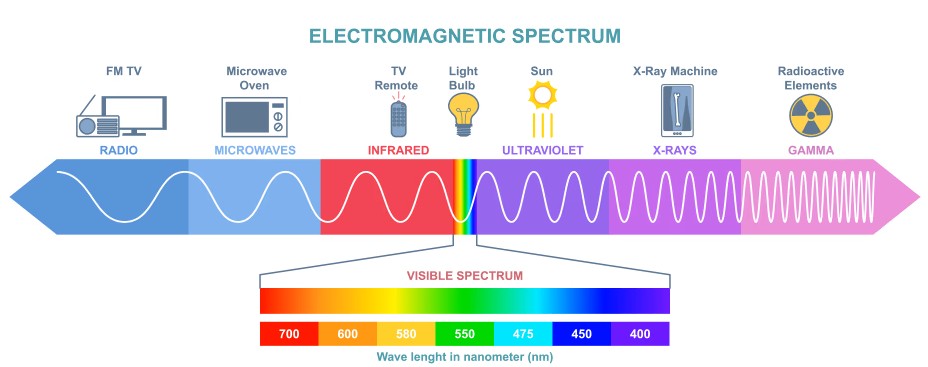 ELECTROMAGNETIC SPECTRUM
FM TV
Microwave
Oven
TV
Remote
Light
Bulb
Sun
X-Ray Machine
Radioactive
Elements
RADIO
MICROWAVES
INFRARED
ULTRAVIOLET
X-RAYS
GAMMA
VISIBLE SPECTRUM
700 600 580 550 475 450 400
Wave lenght in nanometer (nm)